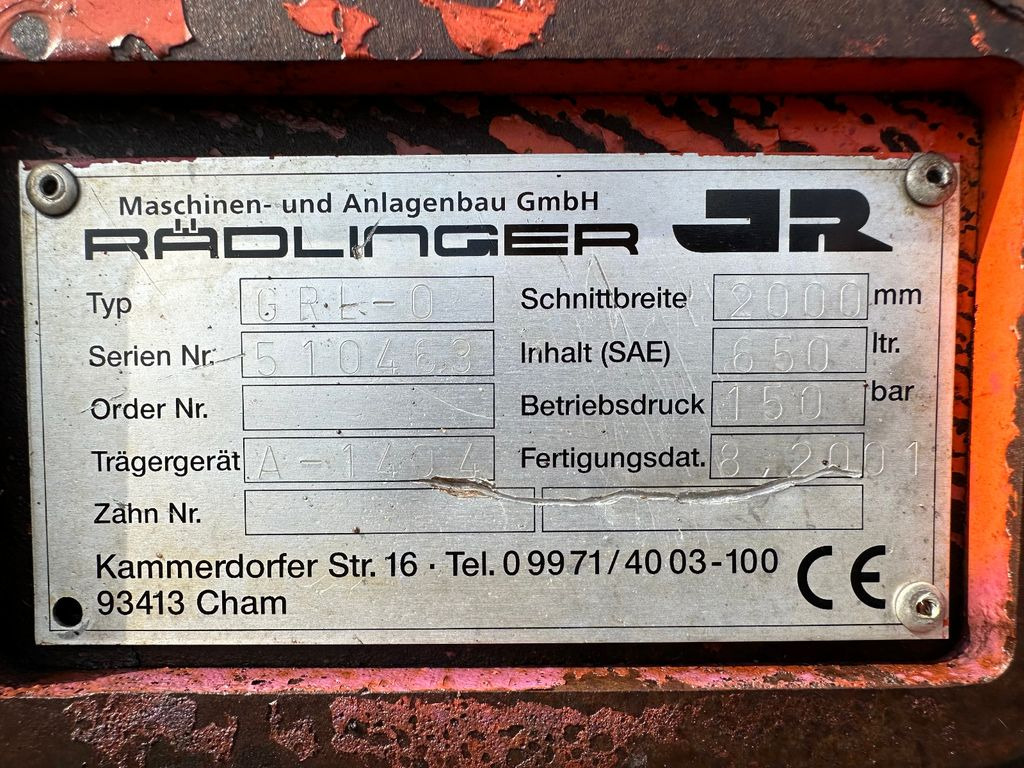 Maschinen- und Anlagenbau GmbH
RÄDLINGER JR
Typ GRL-0 Schnittbreite 2000 mm
Serien Nr. 510463 Inhalt (SAE) 650 ltr.
Order Nr. Betriebsdruck 150 bar
Trägergerät A-1404 Fertigungsdat. 8.2001
Zahn Nr.
Kammerdorfer Str. 16 · Tel. 0 99 71/40 03-100
93413 Cham CE